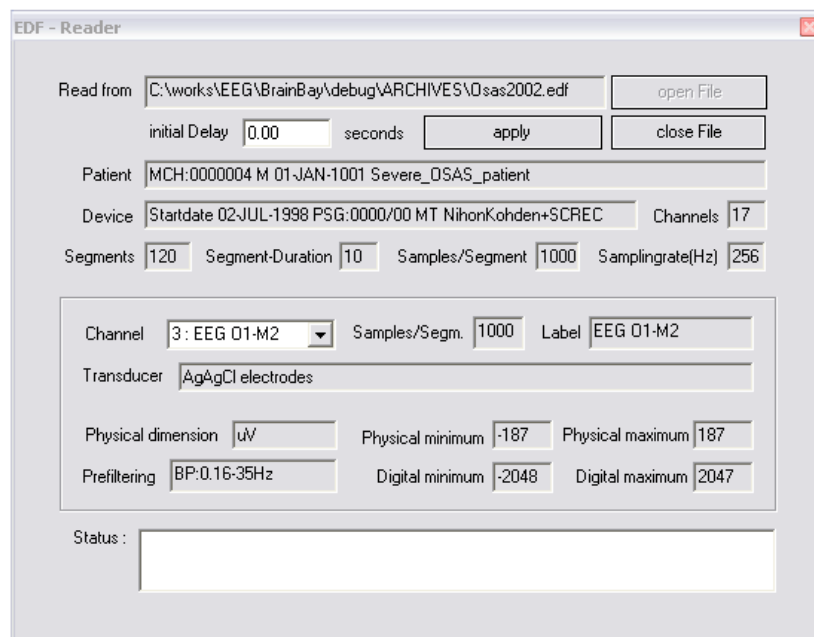 EDF - Reader
Read from C:\works\EEG\BrainBay\debug\ARCHIVES\Osas2002.edf open File
initial Delay 0.00 seconds apply close File
Patient MCH:0000004 M 01-JAN-1001 Severe_OSAS_patient
Device Startdate 02-JUL-1998 PSG:0000/00 MT NihonKohden+SCREC Channels 17
Segments 120 Segment-Duration 10 Samples/Segment 1000 Samplingrate(Hz) 256
Channel 3 : EEG O1-M2 Samples/Segm. 1000 Label EEG O1-M2
Transducer AgAgCl electrodes
Physical dimension uV Physical minimum -187 Physical maximum 187
Prefiltering BP:0.16-35Hz Digital minimum -2048 Digital maximum 2047
Status :